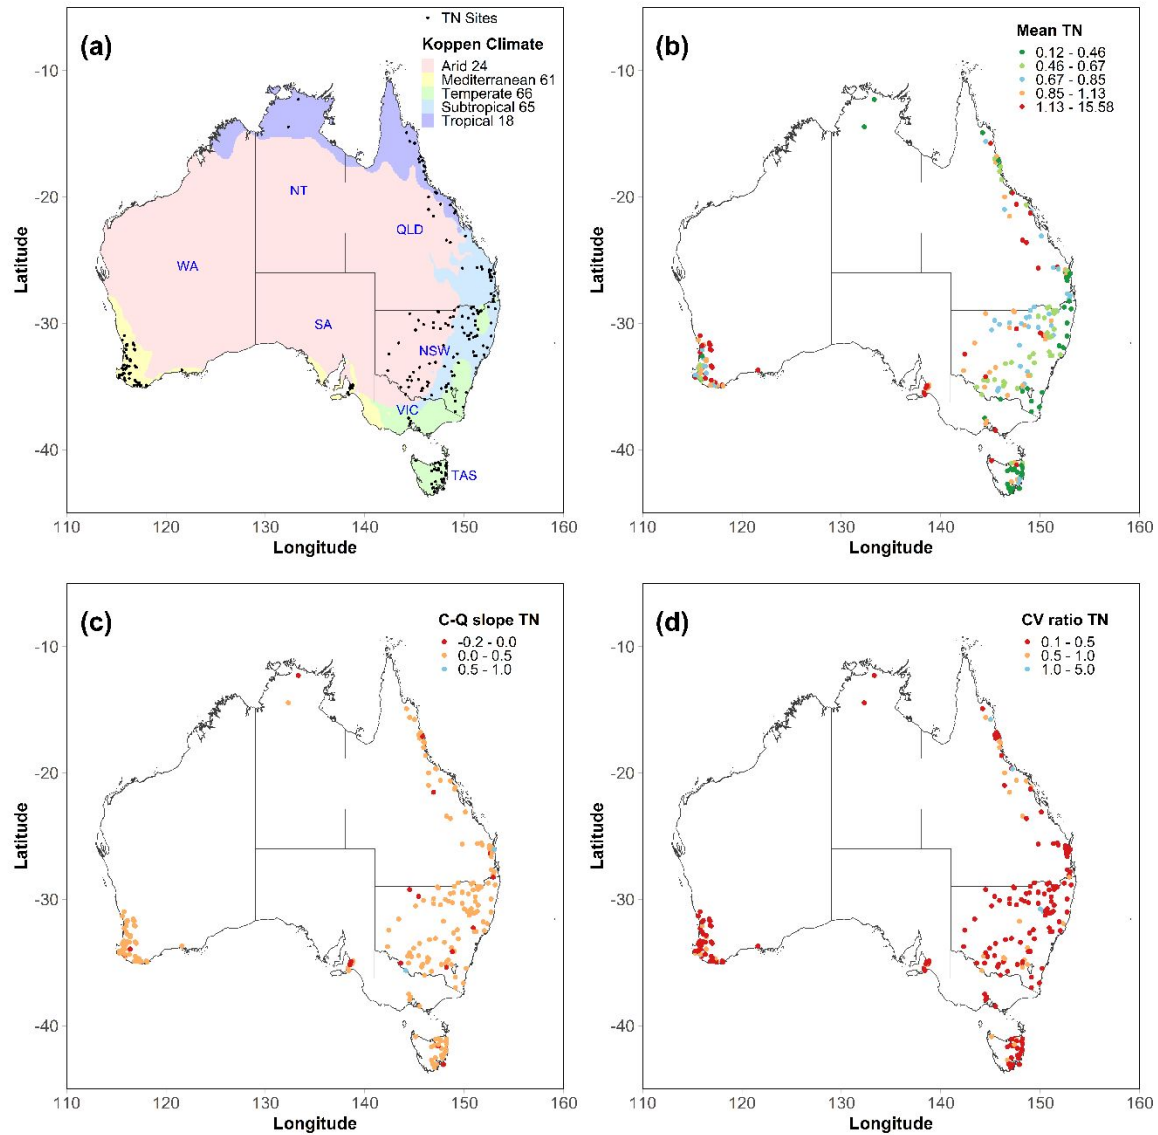 (a)
TN Sites
Koppen Climate
Arid 24
Mediterranean 61
Temperate 66
Subtropical 65
Tropical 18
-10
-20
-30
-40
Latitude
NT
QLD
WA
SA
NSW
VIC
TAS
110 120 130 140 150 160
Longitude
(b)
Mean TN
0.12 - 0.46
0.46 - 0.67
0.67 - 0.85
0.85 - 1.13
1.13 - 15.58
-10
-20
-30
-40
Latitude
110 120 130 140 150 160
Longitude
(c)
C-Q slope TN
-0.2 - 0.0
0.0 - 0.5
0.5 - 1.0
-10
-20
-30
-40
Latitude
110 120 130 140 150 160
Longitude
(d)
CV ratio TN
0.1 - 0.5
0.5 - 1.0
1.0 - 5.0
-10
-20
-30
-40
Latitude
110 120 130 140 150 160
Longitude